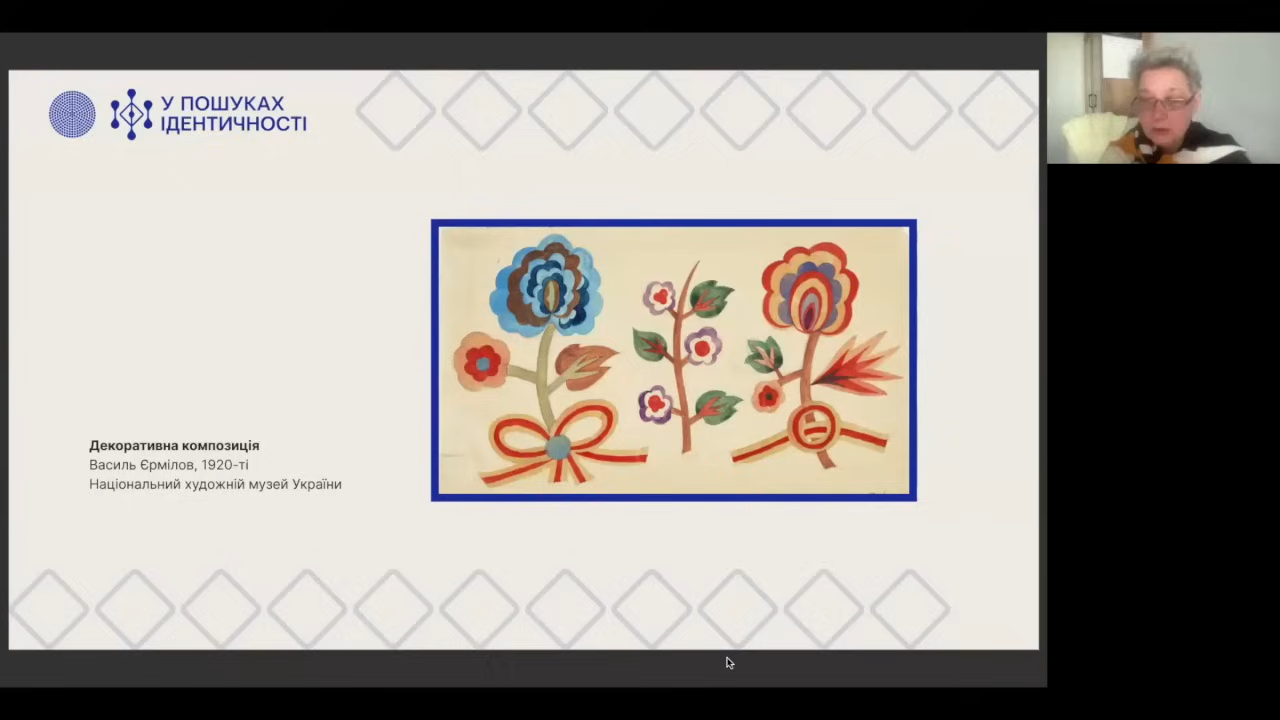 У ПОШУКАХ
ІДЕНТИЧНОСТІ
Декоративна композиція
Василь Єрмілов, 1920-ті
Національний художній музей України